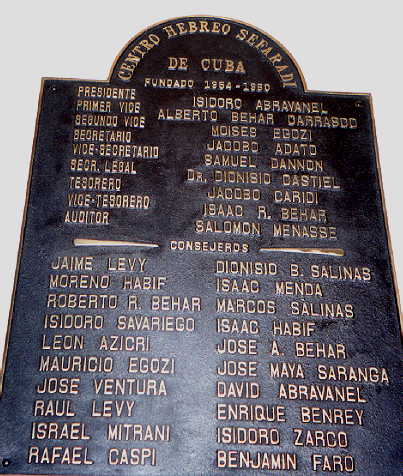 CENTRO HEBREO SEFARADI
DE CUBA
FUNDADO 1954 - 1960
PRESIDENTE ISIDORO ABRAVANEL
PRIMER VICE ALBERTO BEHAR CARRASCO
SEGUNDO VICE MOISES EGOZI
SECRETARIO JACOBO ADATO
VICE-SECRETARIO SAMUEL DANNON
SECR. LEGAL DR. DIONISIO CASTIEL
TESORERO JACOBO CARIDI
VICE-TESORERO ISAAC R. BEHAR
AUDITOR SALOMON MENASSE
CONSEJEROS
JAIME LEVY DIONISIO B. SALINAS
MORENO HABIF ISAAC MENDA
ROBERTO R. BEHAR MARCOS SALINAS
ISIDORO SAVARIEGO ISAAC HABIF
LEON AZICRI JOSE A. BEHAR
MAURICIO EGOZI JOSE MAYA SARANGA
JOSE VENTURA DAVID ABRAVANEL
RAUL LEVY ENRIQUE BENREY
ISRAEL MITRANI ISIDORO ZARCO
RAFAEL CASPI BENJAMIN FARO